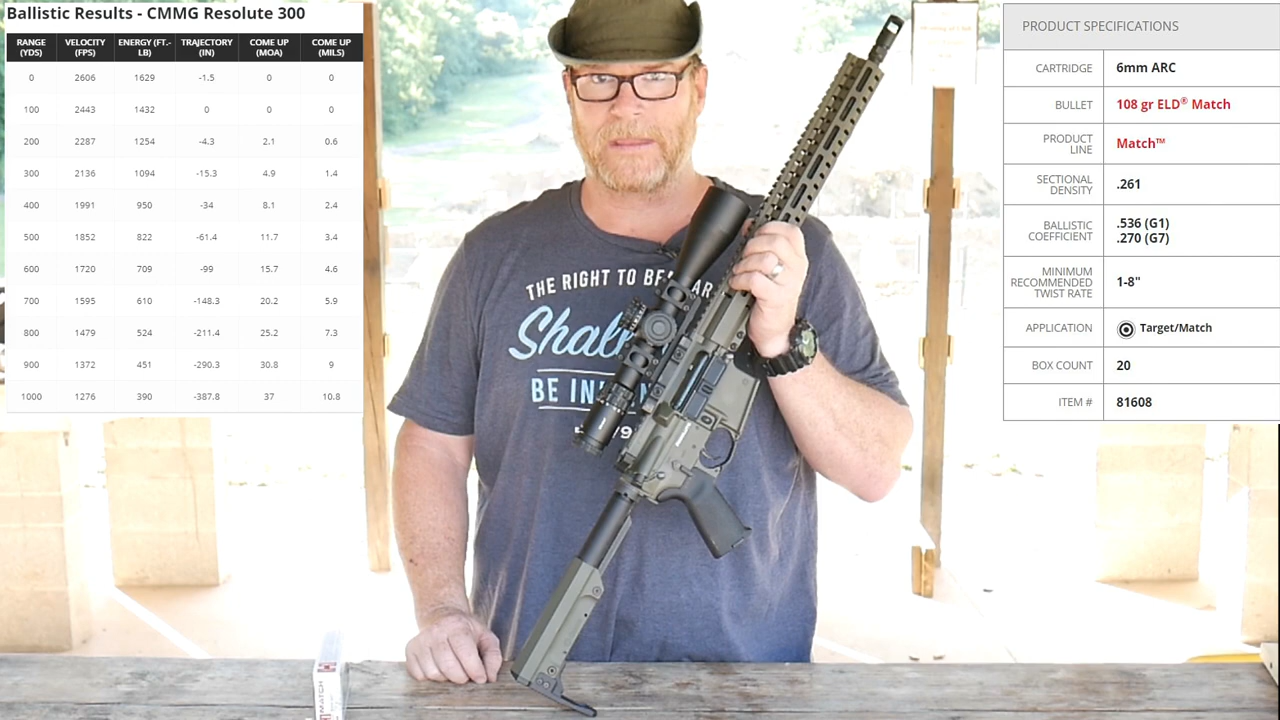 Ballistic Results - CMMG Resolute 300
RANGE (YDS) VELOCITY (FPS) ENERGY (FT.-LB) TRAJECTORY (IN) COME UP (MOA) COME UP (MILS)
0 2606 1629 -1.5 0 0
100 2443 1432 0 0 0
200 2287 1254 -4.3 2.1 0.6
300 2136 1094 -15.3 4.9 1.4
400 1991 950 -34 8.1 2.4
500 1852 822 -61.4 11.7 3.4
600 1720 709 -99 15.7 4.6
700 1595 610 -148.3 20.2 5.9
800 1479 524 -211.4 25.2 7.3
900 1372 451 -290.3 30.8 9
1000 1276 390 -387.8 37 10.8
PRODUCT SPECIFICATIONS
CARTRIDGE 6mm ARC
BULLET 108 gr ELD® Match
PRODUCT LINE Match™
SECTIONAL DENSITY .261
BALLISTIC COEFFICIENT .536 (G1)
.270 (G7)
MINIMUM RECOMMENDED TWIST RATE 1-8"
APPLICATION Target/Match
BOX COUNT 20
ITEM # 81608
THE RIGHT TO
BE
MATCH